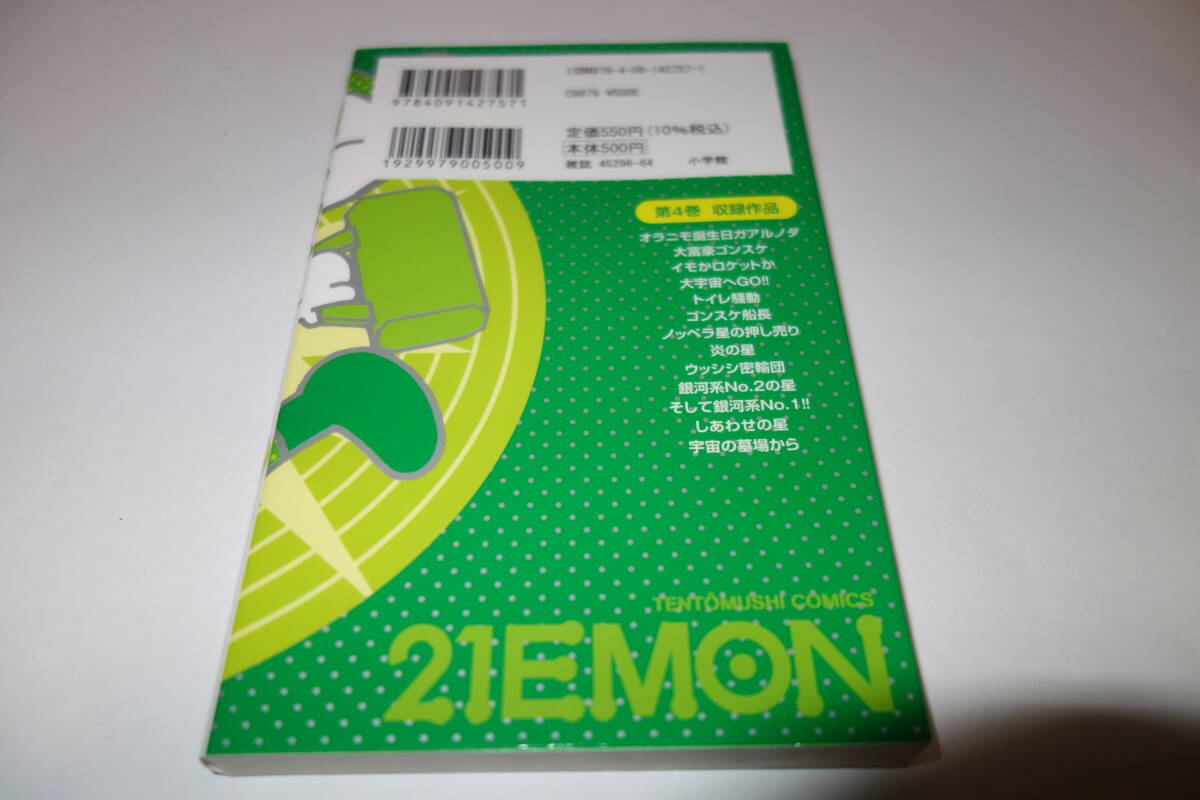 ISBN978-4-09-142757-1
9784091427571
C9979 ¥500E
定価550円(10%税込)
本体500円
1929979005009
雑誌 45296-64 小学館
第4巻 収録作品
オラニモ誕生日ガアルノダ
大富豪ゴンスケ
イモかロケットか
大宇宙へGO!!
トイレ騒動
ゴンスケ船長
ノッペラ星の押し売り
炎の星
ウッシシ密輸団
銀河系No.2の星
そして銀河系No.1!!
しあわせの星
宇宙の墓場から
TENTŌMUSHI COMICS
21EMON